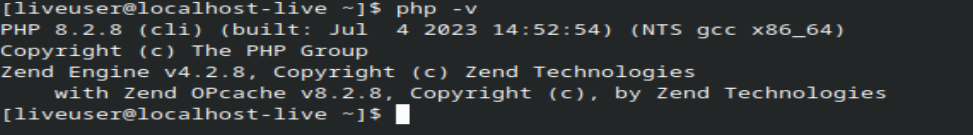 [liveuser@localhost-live ~]$ php -v
PHP 8.2.8 (cli) (built: Jul  4 2023 14:52:54) (NTS gcc x86_64)
Copyright (c) The PHP Group
Zend Engine v4.2.8, Copyright (c) Zend Technologies
    with Zend OPcache v8.2.8, Copyright (c), by Zend Technologies
[liveuser@localhost-live ~]$